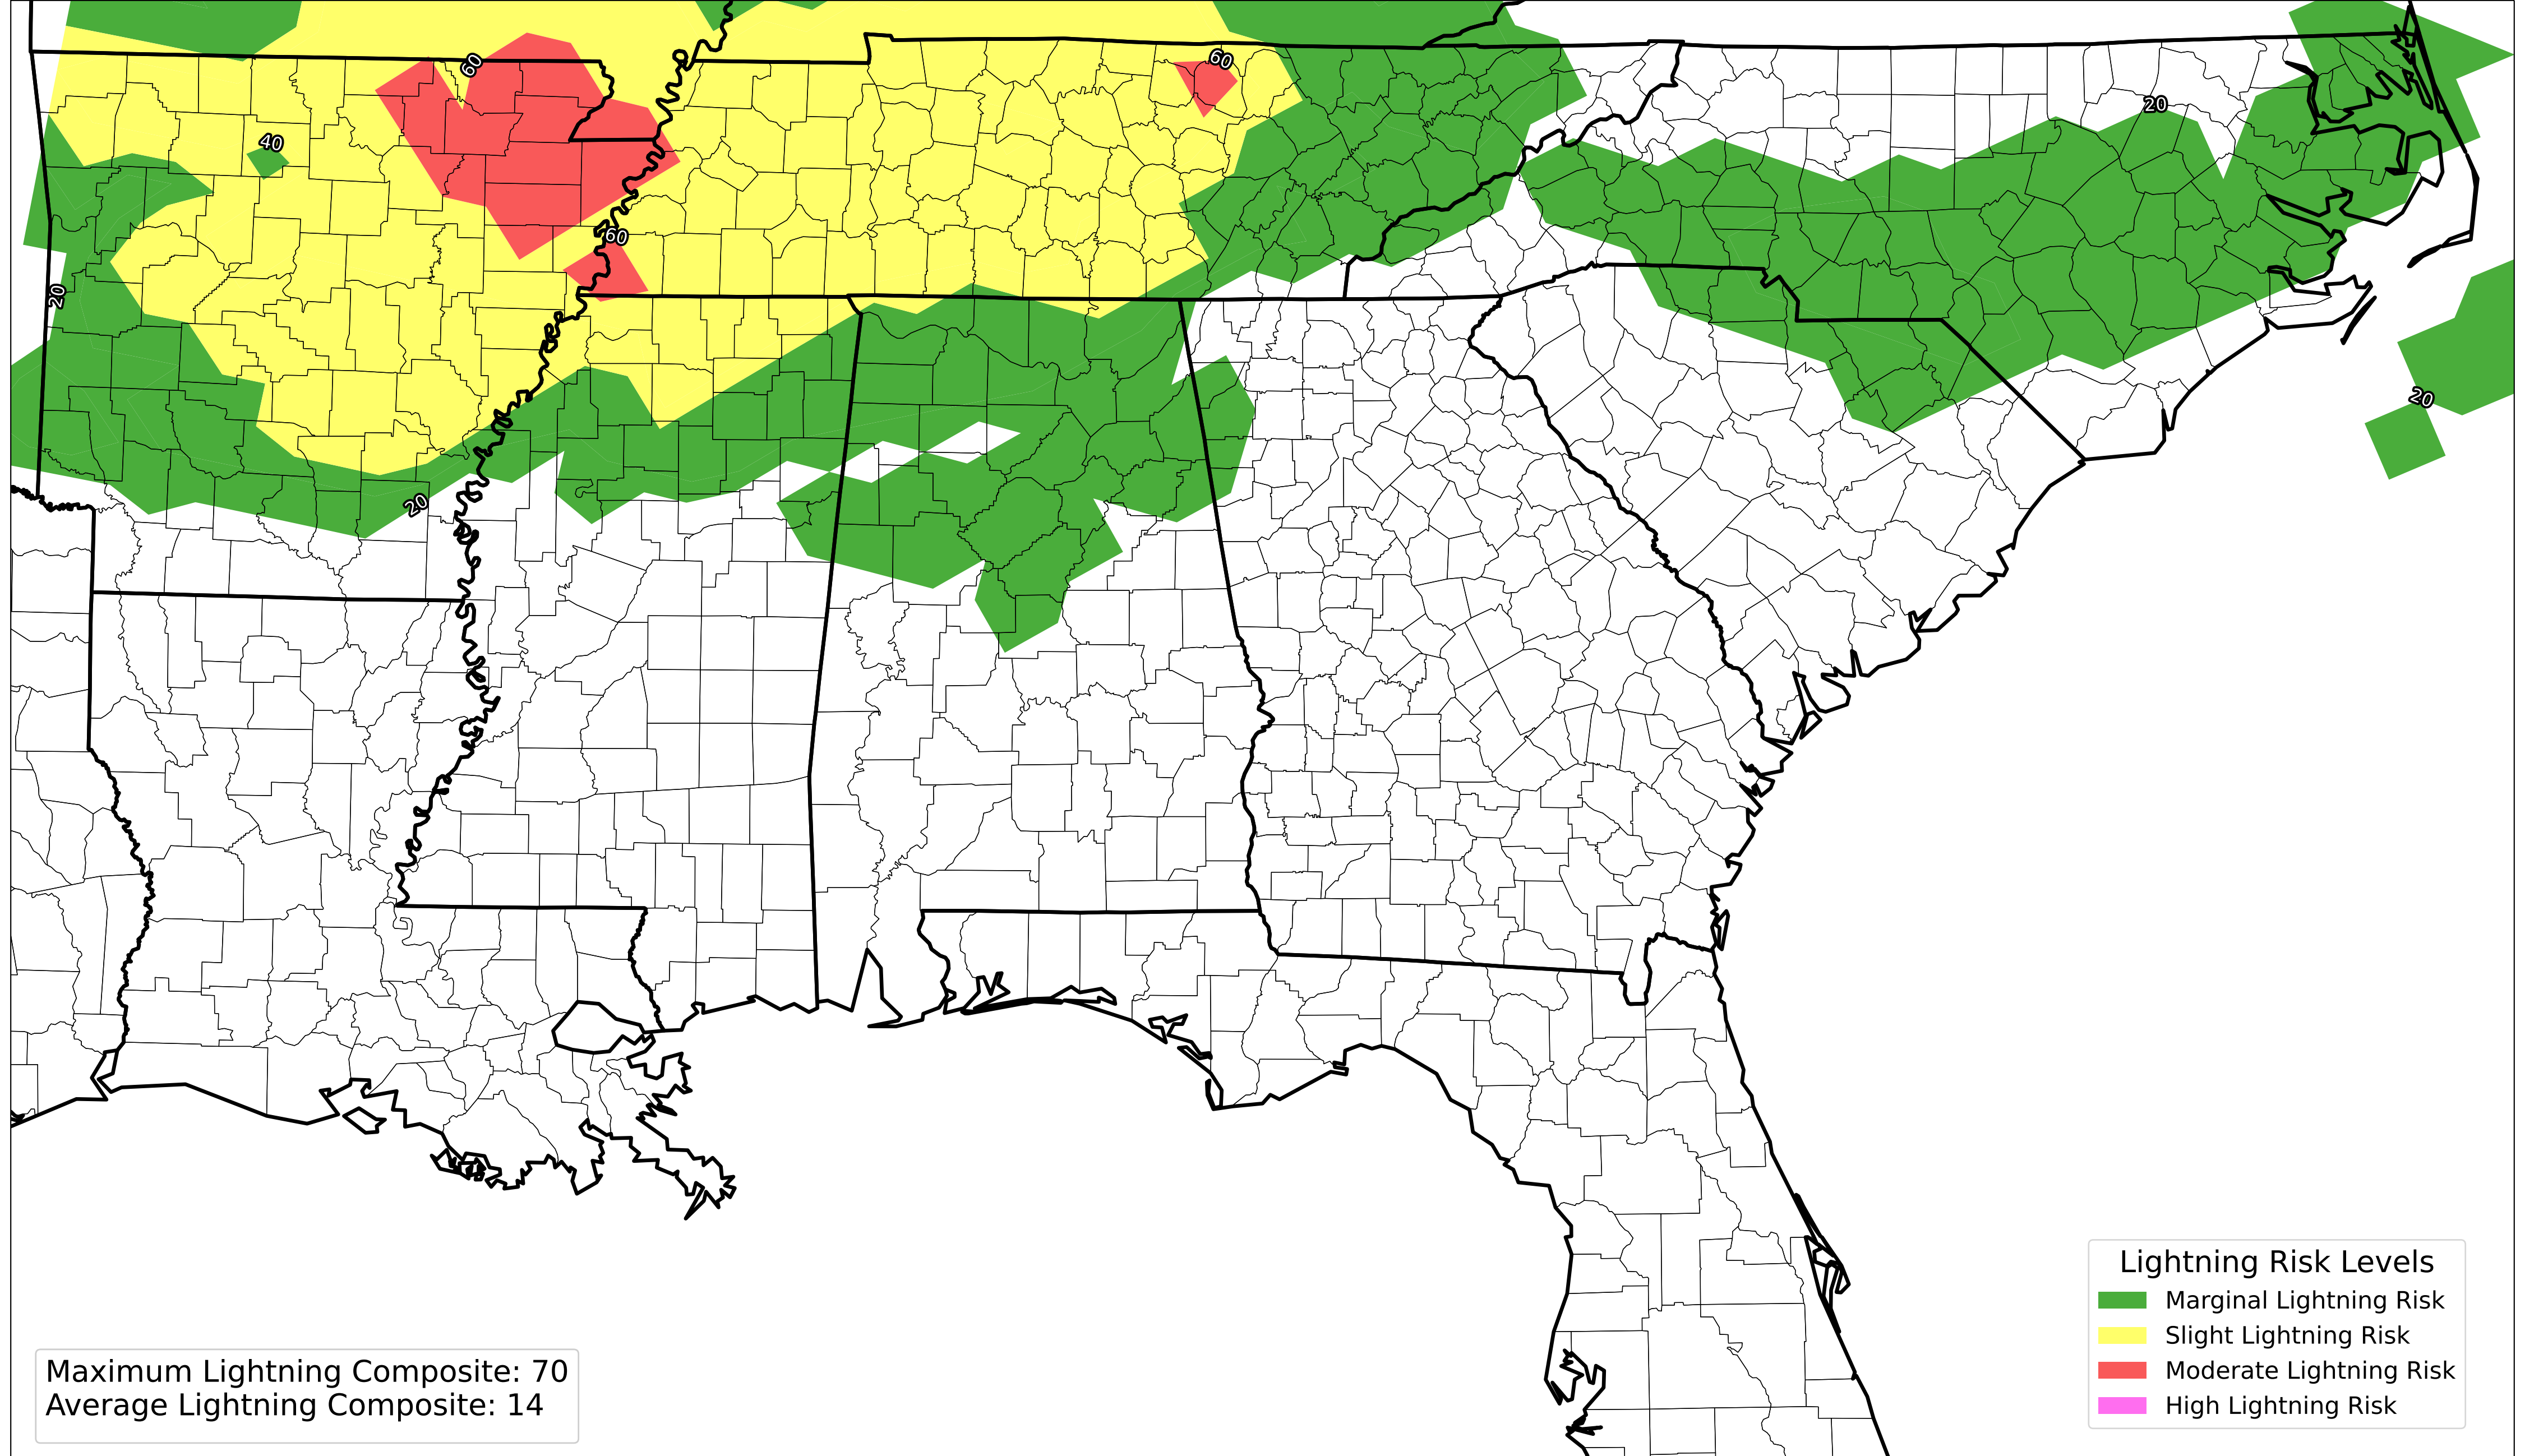 60
60
20
40
60
20
20
20
Lightning Risk Levels
Marginal Lightning Risk
Slight Lightning Risk
Moderate Lightning Risk
High Lightning Risk
Maximum Lightning Composite: 70
Average Lightning Composite: 14